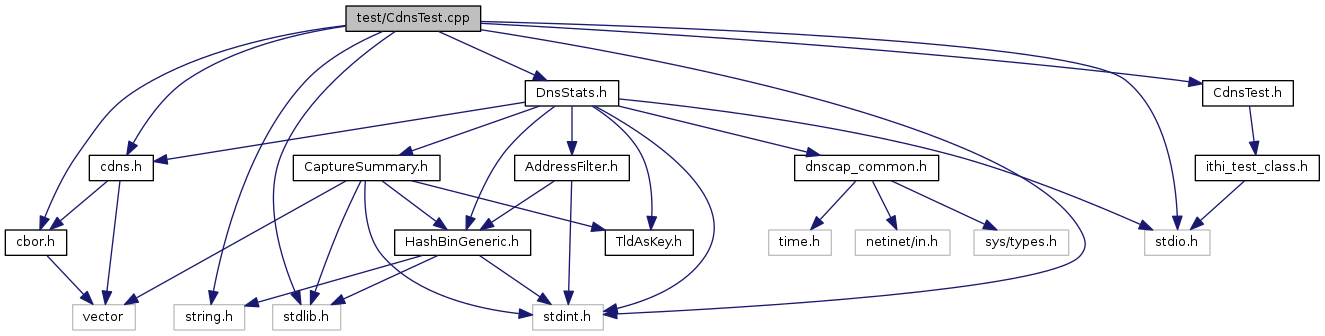 test/CdnsTest.cpp
DnsStats.h
CdnsTest.h
cdns.h
CaptureSummary.h
AddressFilter.h
dnscap_common.h
ithi_test_class.h
cbor.h
HashBinGeneric.h
TldAsKey.h
time.h
netinet/in.h
sys/types.h
stdio.h
vector
string.h
stdlib.h
stdint.h